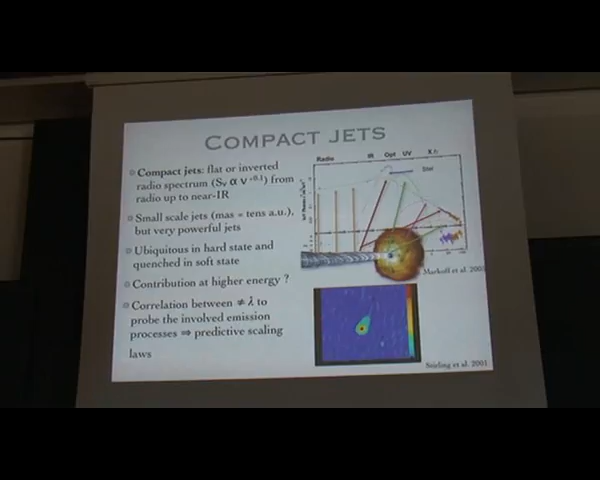 COMPACT JETS
Compact jets: flat or inverted
radio spectrum (Sν α ν ~0.1) from
radio up to near-IR
Small scale jets (mas = tens a.u.),
but very powerful jets
Ubiquitous in hard state and
quenched in soft state
Contribution at higher energy ?
Correlation between ≠ λ to
probe the involved emission
processes ⇒ predictive scaling
laws
Radio IR Opt UV X
Markoff et al.
Stirling et al. 2001